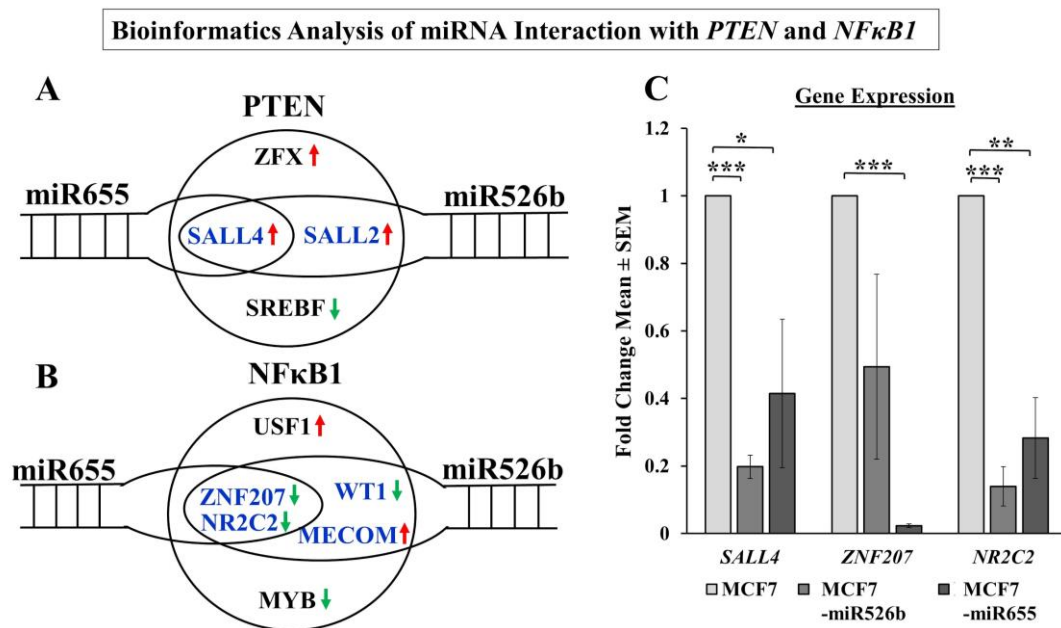 Bioinformatics Analysis of miRNA Interaction with PTEN and NFκB1
A
PTEN
ZFX
miR655
miR526b
SALL4
SALL2
SREBF
B
NFκB1
USF1
miR655
miR526b
ZNF207
WT1
NR2C2
MECOM
MYB
C
Gene Expression
Fold Change Mean ± SEM
1.2
1
0.8
0.6
0.4
0.2
0
*
***
***
**
***
SALL4
ZNF207
NR2C2
MCF7
MCF7
-miR526b
MCF7
-miR655